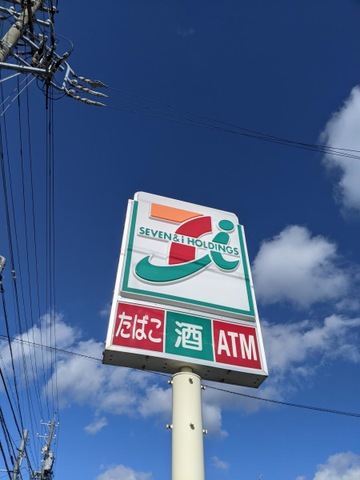 SEVEN & i HOLDINGS
たばこ 酒 ATM